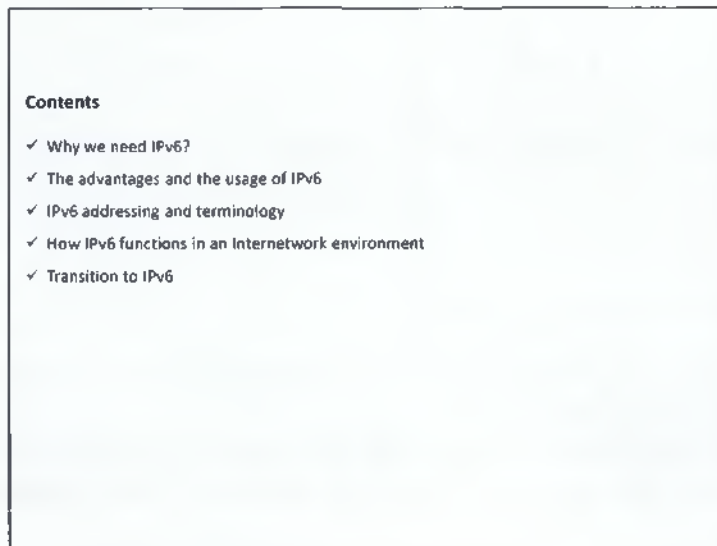 Contents
✓ Why we need IPv6?
✓ The advantages and the usage of IPv6
✓ IPv6 addressing and terminology
✓ How IPv6 functions in an Internetwork environment
✓ Transition to IPv6